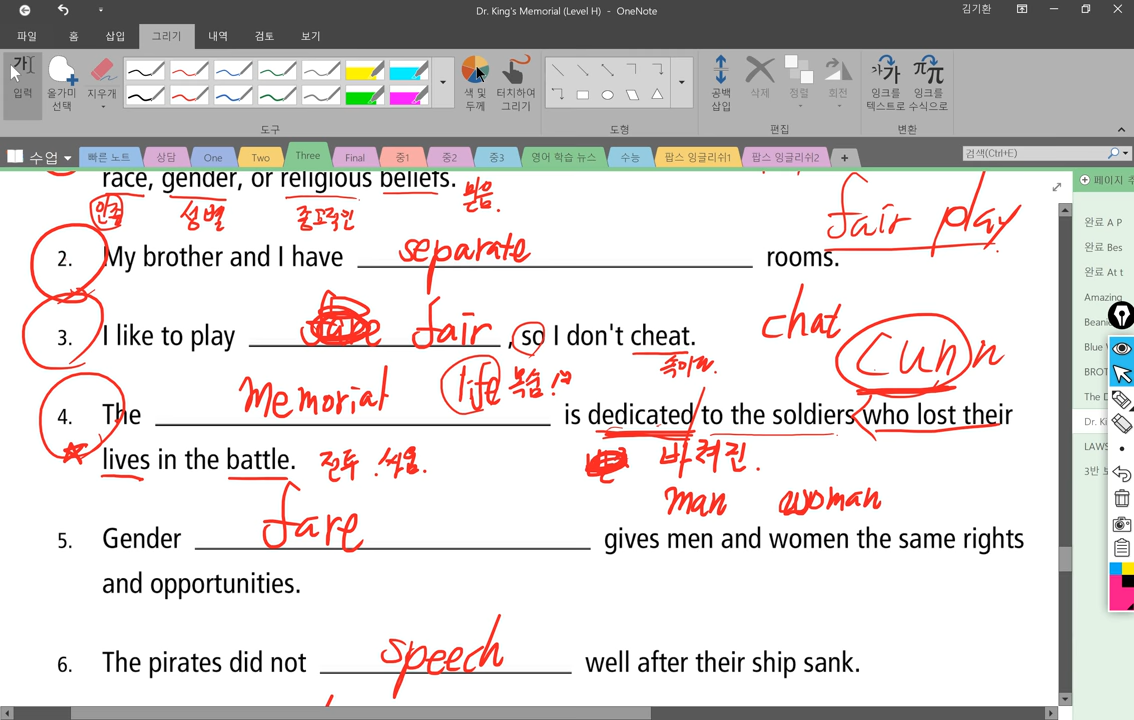 Dr. King's Memorial (Level H) - OneNote
김기환
파일 홈 삽입 그리기 내역 검토 보기
가
입력
올가미
선택
지우개
색 및
두께
터치하여
그리기
공백
삽입
삭제
정렬
회전
잉크를
텍스트로
잉크를
수식으로
도구 도형 편집 변환
수업 빠른 노트 상담 One Two Three Final 중1 중2 중3 영어 학습 뉴스 수능 팝스 잉글리쉬1 팝스 잉글리쉬2 +
검색(Ctrl+E)
페이지 추
race, gender, or religious beliefs.
인종 성별 종교적인 믿음.
fair play
2. My brother and I have separate rooms.
3. I like to play fair, so I don't cheat.
chat
속이다.
cunn
life
4. The Memorial is dedicated to the soldiers who lost their
lives in the battle. 전투 싸움. 바쳐진.
man woman
5. Gender fare gives men and women the same rights
and opportunities.
6. The pirates did not speech well after their ship sank.
완료 A P
완료 Bes
완료 At t
Amazing
Beani
Blue W
BROT
The D
Dr. Ki
LAWS
3반 보